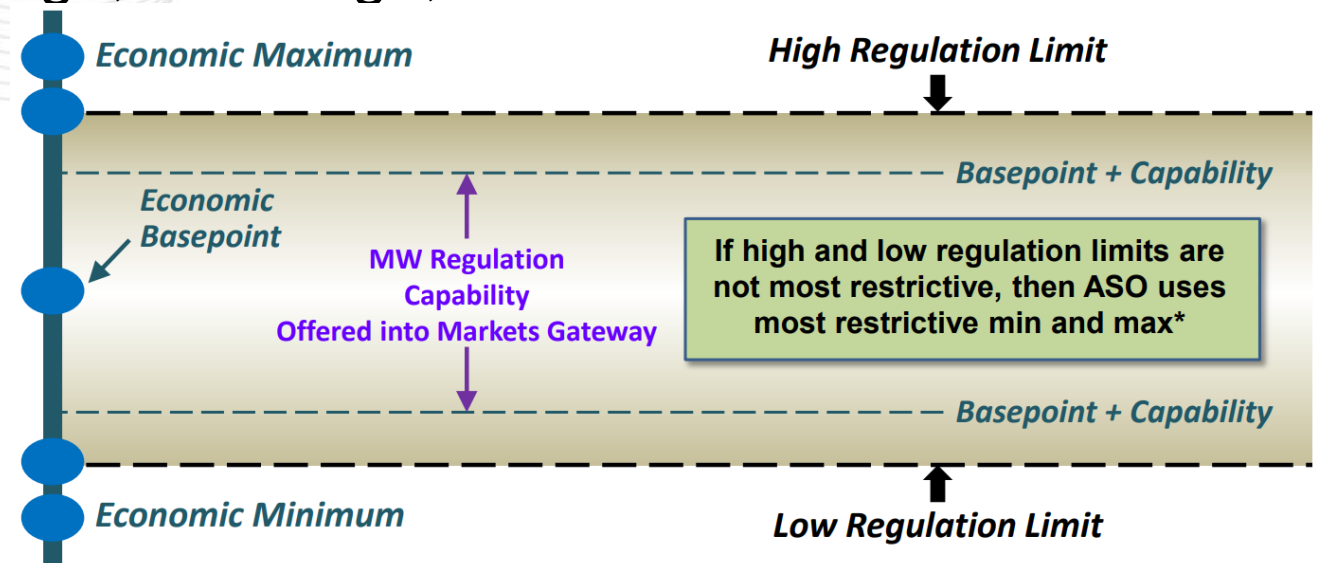 Economic Maximum
High Regulation Limit
Basepoint + Capability
Economic
Basepoint
MW Regulation
Capability
Offered into Markets Gateway
If high and low regulation limits are
not most restrictive, then ASO uses
most restrictive min and max*
Basepoint + Capability
Economic Minimum
Low Regulation Limit